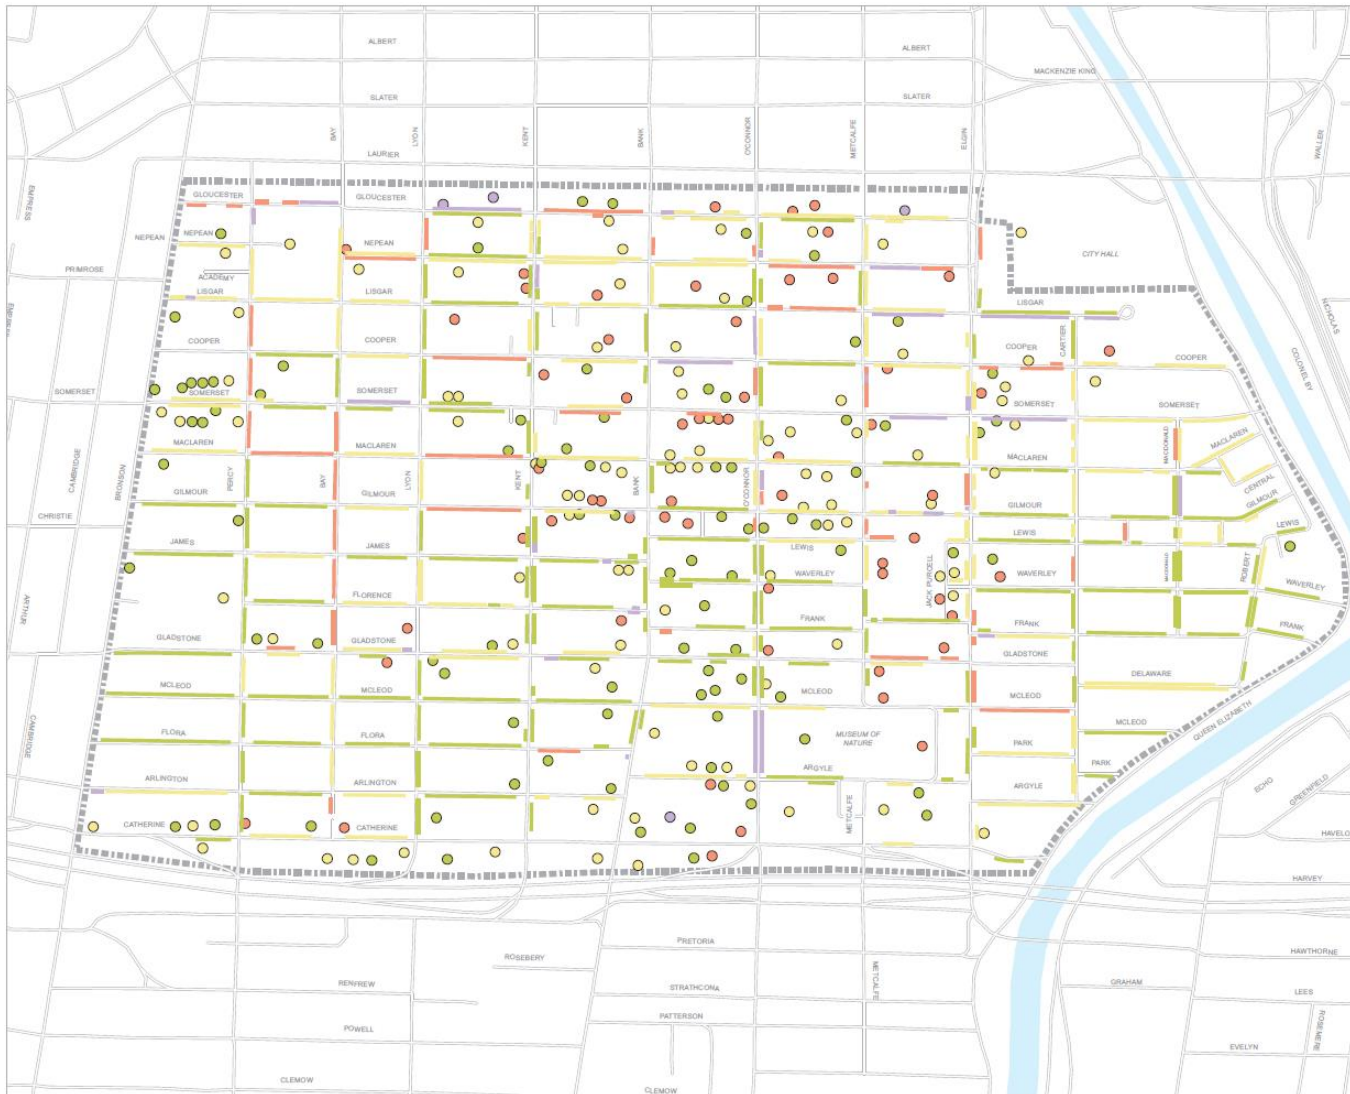 ALBERT
ALBERT
MACKENZIE KING
SLATER
SLATER
BAY
LYON
KENT
BANK
O'CONNOR
METCALFE
ELGIN
WALLER
LAURIER
EMPRESS
GLOUCESTER
GLOUCESTER
NEPEAN
NEPEAN
NEPEAN
CITY HALL
PRIMROSE
ACADEMY
LISGAR
LISGAR
LISGAR
NICHOLAS
COOPER
COOPER
COOPER
CARTIER
COOPER
COLONEL BY
SOMERSET
SOMERSET
SOMERSET
SOMERSET
SOMERSET
MACLAREN
MACLAREN
MACLAREN
MACDONALD
MACLAREN
CAMBRIDGE
BRONSON
PERCY
BAY
LYON
KENT
BANK
O'CONNOR
CENTRAL
GILMOUR
GILMOUR
GILMOUR
GILMOUR
CHRISTIE
LEWIS
LEWIS
JAMES
JAMES
LEWIS
WAVERLEY
JACK PURCELL
WAVERLEY
MACDONALD
ROBERT
WAVERLEY
FLORENCE
ARTHUR
FRANK
FRANK
FRANK
GLADSTONE
GLADSTONE
GLADSTONE
DELAWARE
MCLEOD
MCLEOD
MCLEOD
MCLEOD
MCLEOD
QUEEN ELIZABETH
CAMBRIDGE
FLORA
FLORA
MUSEUM OF
NATURE
PARK
PARK
ARGYLE
ARLINGTON
ARLINGTON
ARGYLE
ECHO
GREENFIELD
METCALFE
CATHERINE
CATHERINE
HAVELO
HARVEY
PRETORIA
HAWTHORNE
ROSEBERY
METCALFE
RENFREW
STRATHCONA
GRAHAM
LEES
PATTERSON
ROSEMERE
POWELL
EVELYN
CLEMOW
CLEMOW